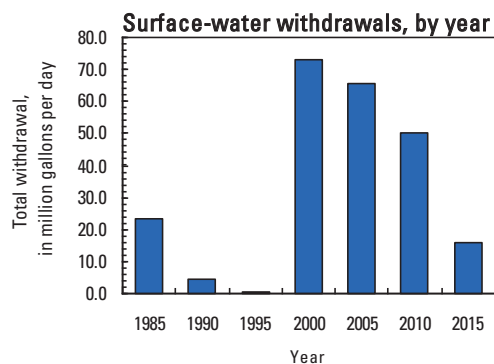 Surface-water withdrawals, by year
Total withdrawal,
in million gallons per day
80.0
70.0
60.0
50.0
40.0
30.0
20.0
10.0
0.0
1985 1990 1995 2000 2005 2010 2015
Year